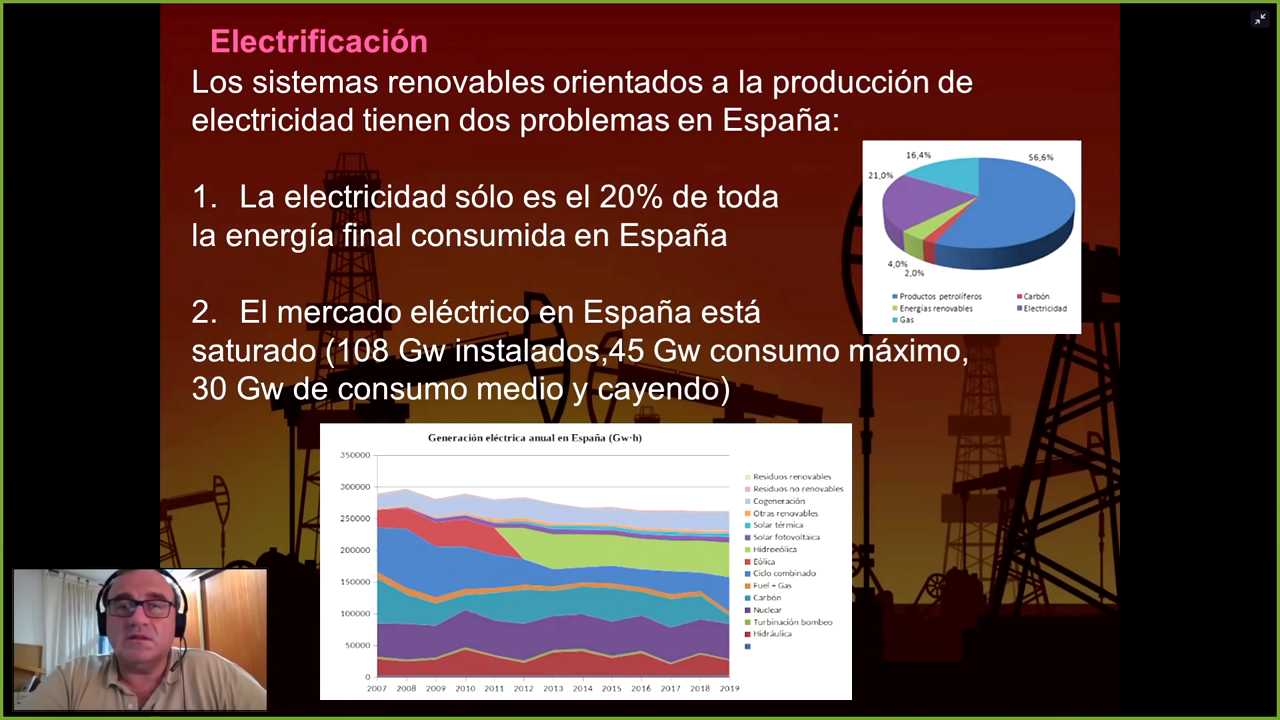 Electrificación
Los sistemas renovables orientados a la producción de
electricidad tienen dos problemas en España:
1. La electricidad sólo es el 20% de toda
la energía final consumida en España
2. El mercado eléctrico en España está
saturado (108 Gw instalados,45 Gw consumo máximo,
30 Gw de consumo medio y cayendo)
16,4%
56,6%
21,0%
4,0%
2,0%
Productos petrolíferos
Carbón
Energías renovables
Electricidad
Gas
Generación eléctrica anual en España (Gw·h)
350000
300000
250000
200000
150000
100000
50000
0
2007 2008 2009 2010 2011 2012 2013 2014 2015 2016 2017 2018 2019
Residuos renovables
Residuos no renovables
Cogeneración
Otras renovables
Solar térmica
Solar fotovoltaica
Hidroeólica
Eólica
Ciclo combinado
Fuel + Gas
Carbón
Nuclear
Turbinación bombeo
Hidráulica